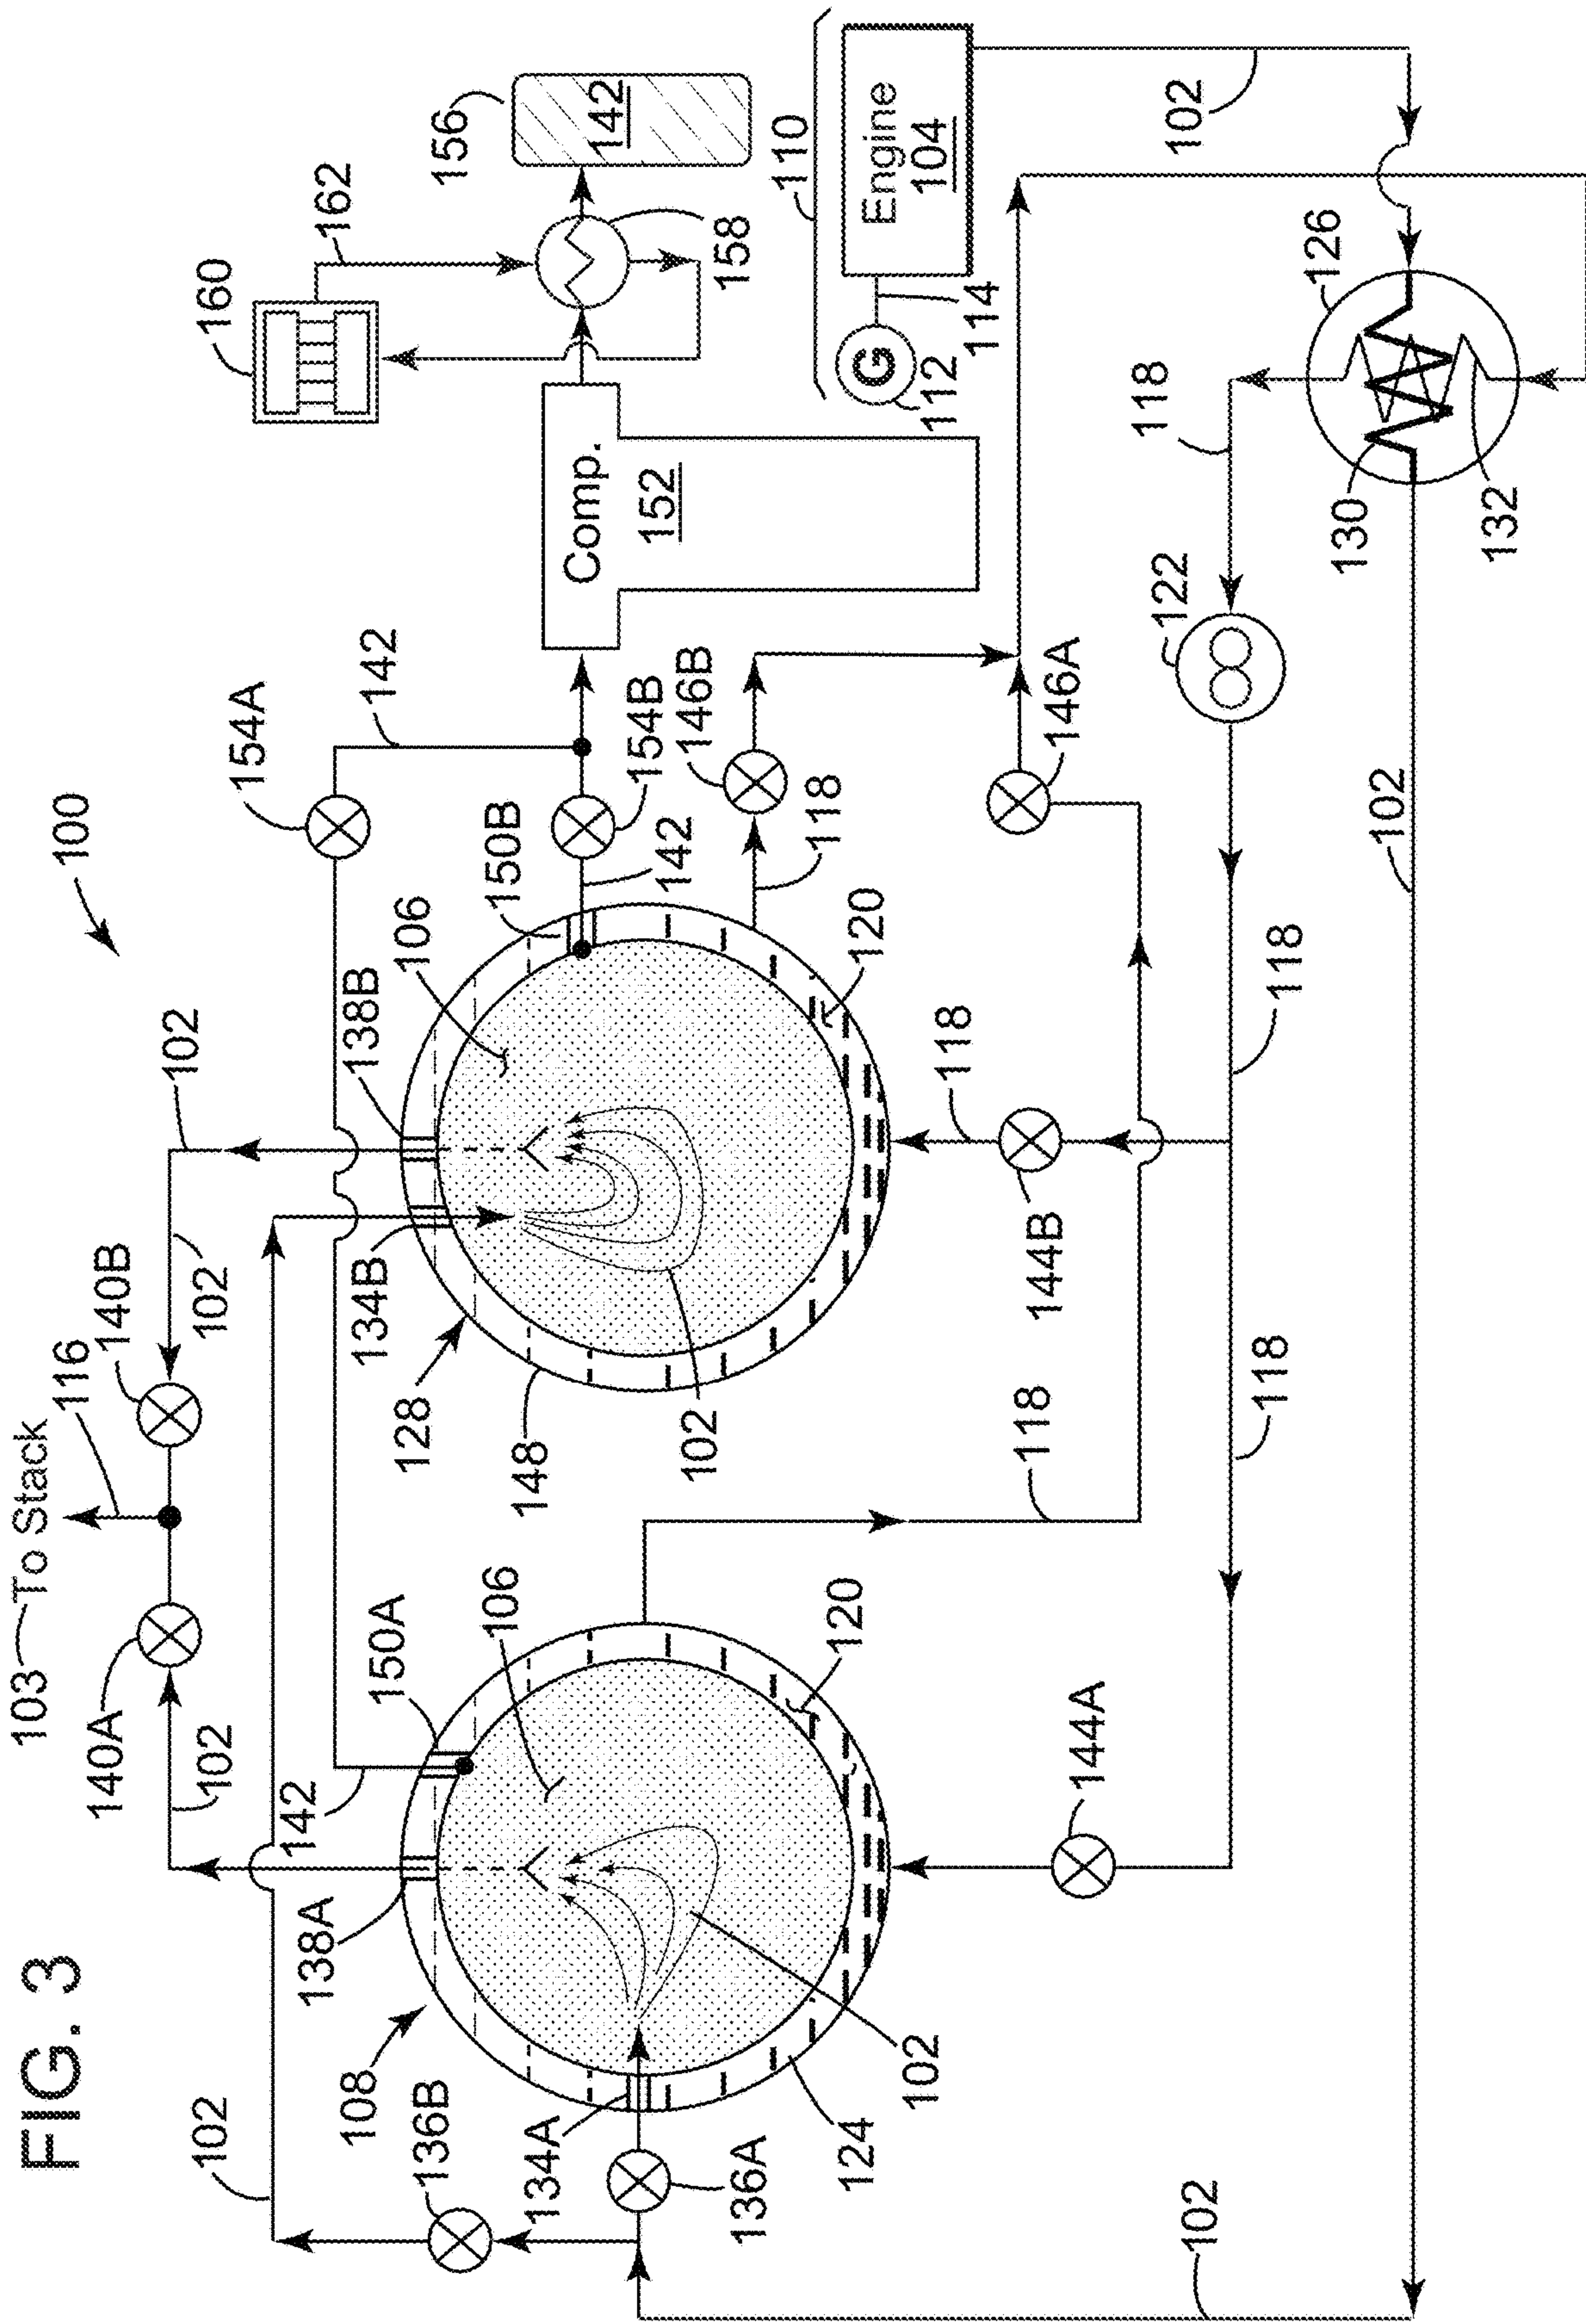 FIG. 3
100
103
To Stack
116
140A
140B
102
102
102
102
136B
108
138A
142
150A
106
134A
136A
124
102
120
128
134B
138B
148
102
106
150B
142
120
154A
142
154B
146B
118
146A
118
118
144A
144B
118
118
118
Comp.
152
160
162
158
156
142
110
Engine
104
G
112
114
102
126
118
122
130
132
102
102